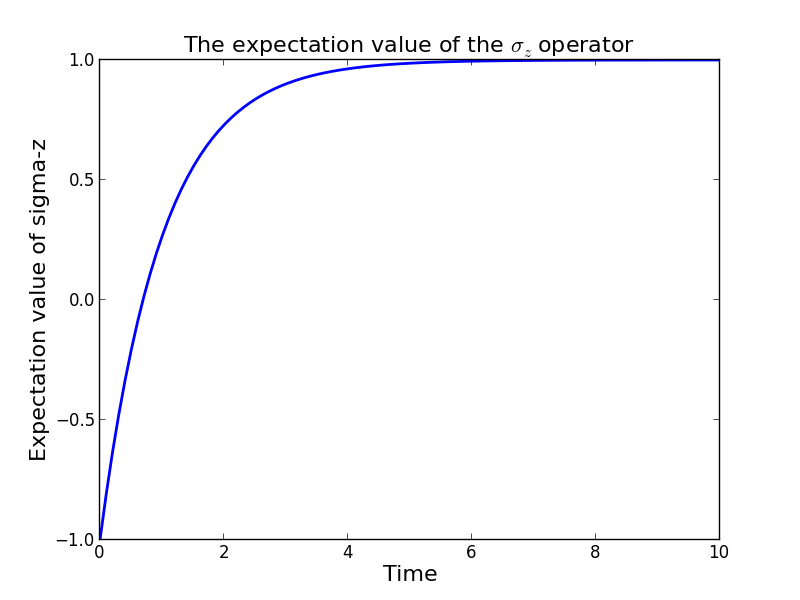 The expectation value of the σ_z operator
Expectation value of sigma-z
1.0
0.5
0.0
−0.5
−1.0
0 2 4 6 8 10
Time